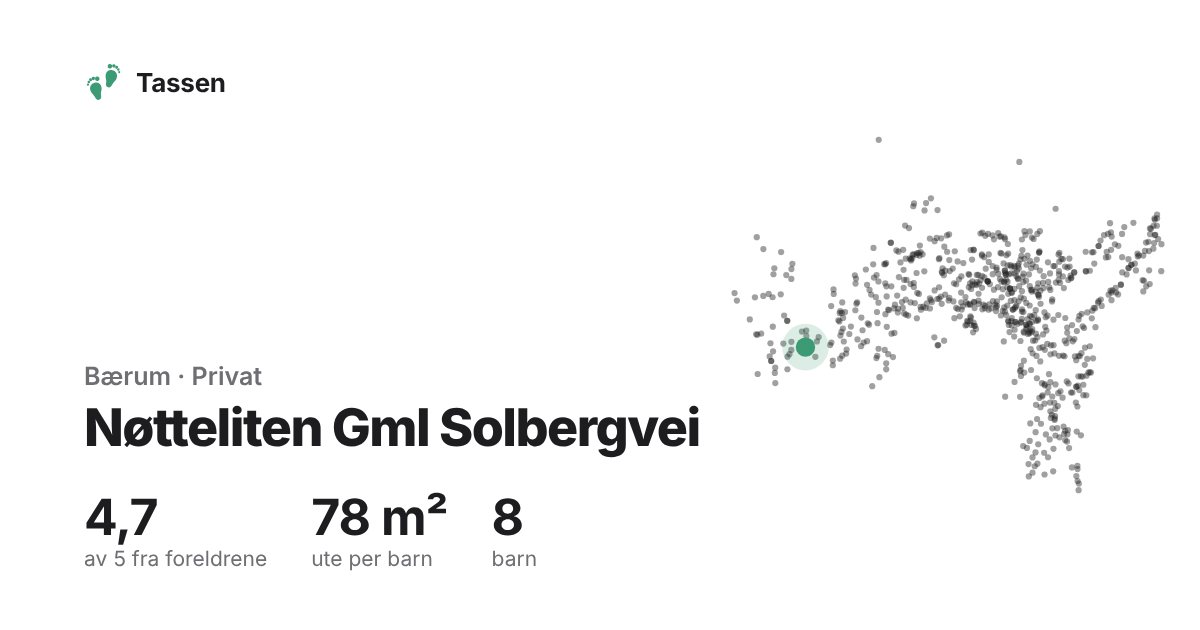 Tassen
Bærum · Privat
Nøtteliten Gml Solbergvei
4,7 78 m² 8
av 5 fra foreldrene ute per barn barn